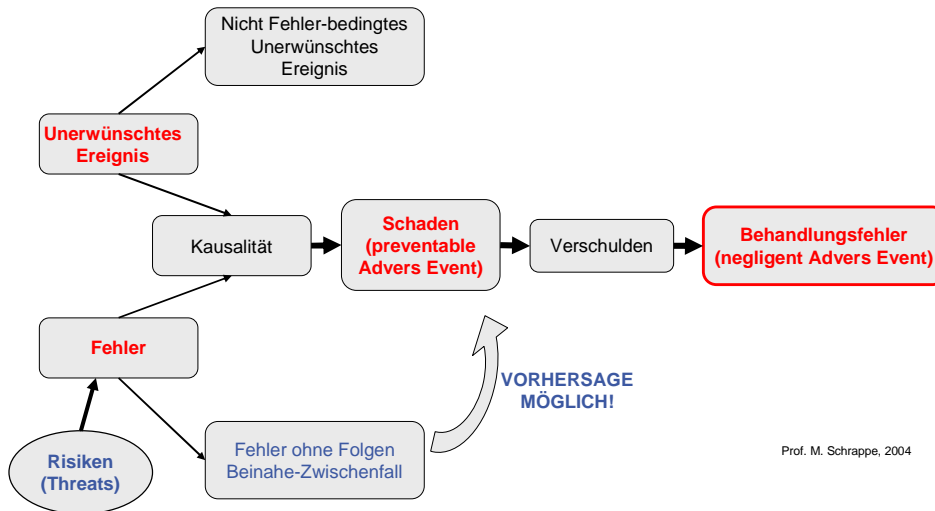 Nicht Fehler-bedingtes
Unerwünschtes
Ereignis
Unerwünschtes
Ereignis
Kausalität
Schaden
(preventable
Advers Event)
Verschulden
Behandlungsfehler
(negligent Advers Event)
Fehler
VORHERSAGE
MÖGLICH!
Risiken
(Threats)
Fehler ohne Folgen
Beinahe-Zwischenfall
Prof. M. Schrappe, 2004